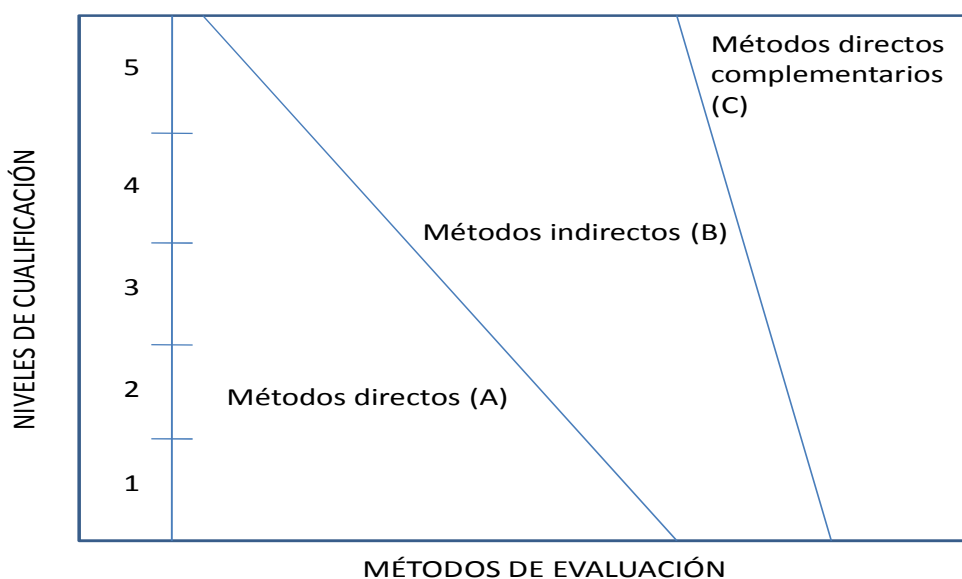 NIVELES DE CUALIFICACIÓN
5
4
3
2
1
Métodos directos
complementarios
(C)
Métodos indirectos (B)
Métodos directos (A)
MÉTODOS DE EVALUACIÓN